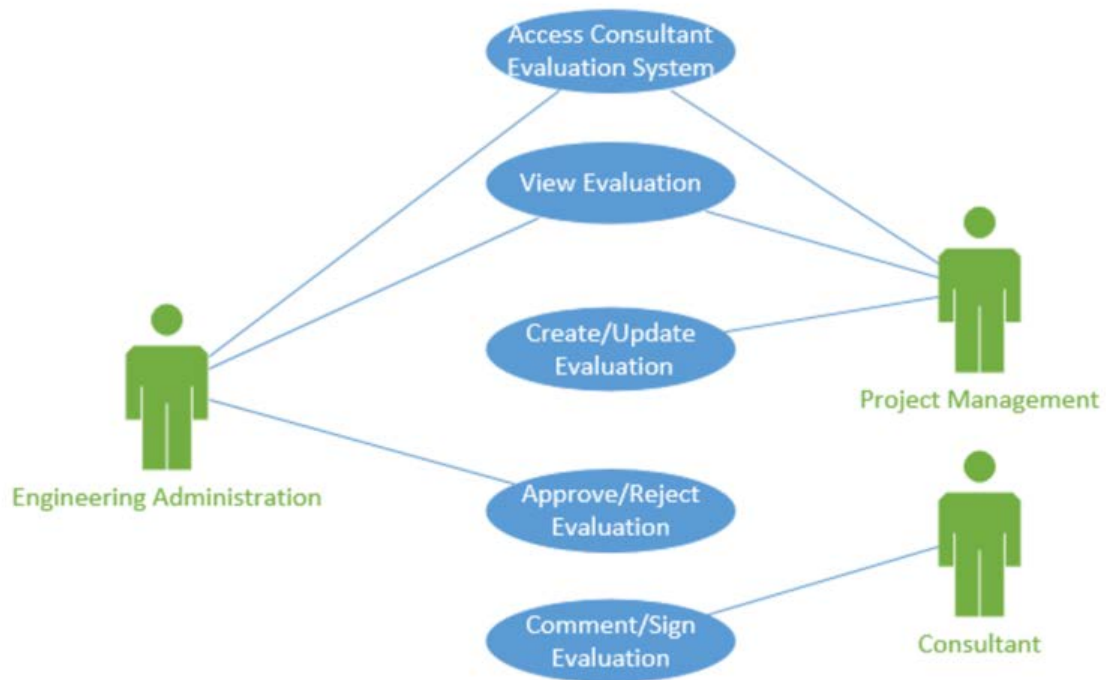 Access Consultant
Evaluation System
View Evaluation
Create/Update
Evaluation
Project Management
Engineering Administration
Approve/Reject
Evaluation
Comment/Sign
Evaluation
Consultant